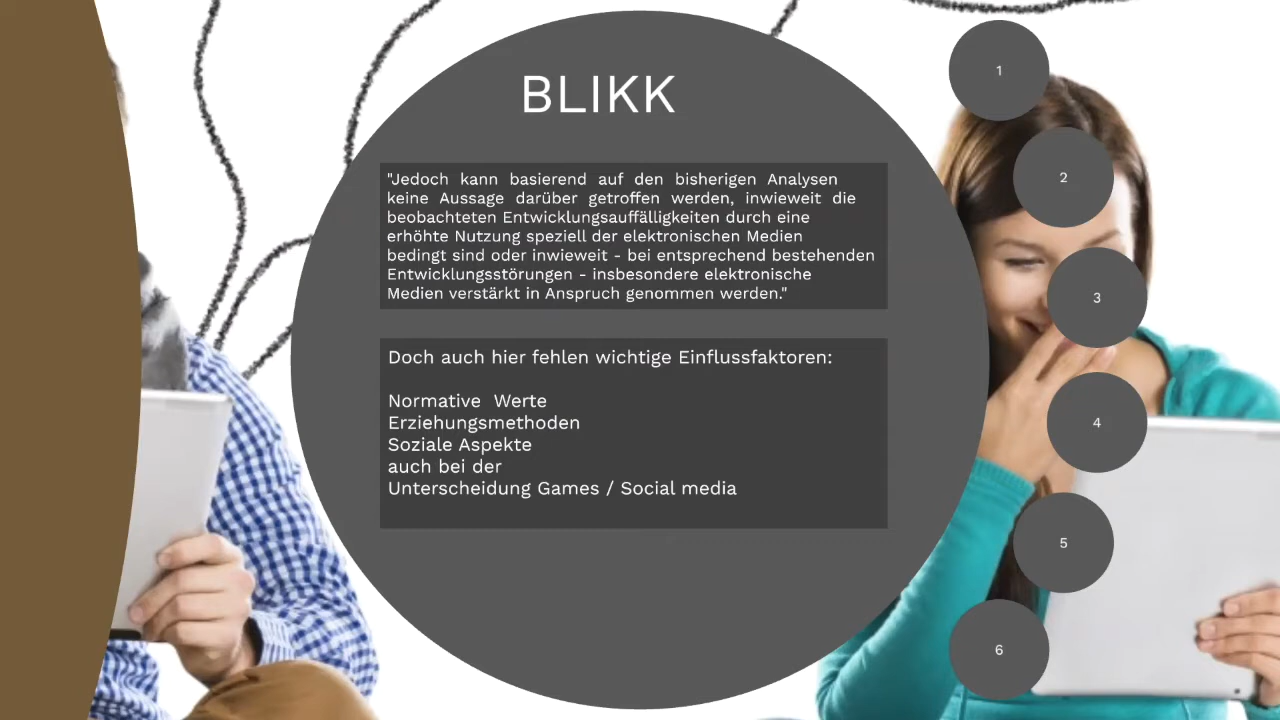 BLIKK
"Jedoch kann basierend auf den bisherigen Analysen
keine Aussage darüber getroffen werden, inwieweit die
beobachteten Entwicklungsauffälligkeiten durch eine
erhöhte Nutzung speziell der elektronischen Medien
bedingt sind oder inwieweit - bei entsprechend bestehenden
Entwicklungsstörungen - insbesondere elektronische
Medien verstärkt in Anspruch genommen werden."
Doch auch hier fehlen wichtige Einflussfaktoren:
Normative Werte
Erziehungsmethoden
Soziale Aspekte
auch bei der
Unterscheidung Games / Social media
1
2
3
4
5
6